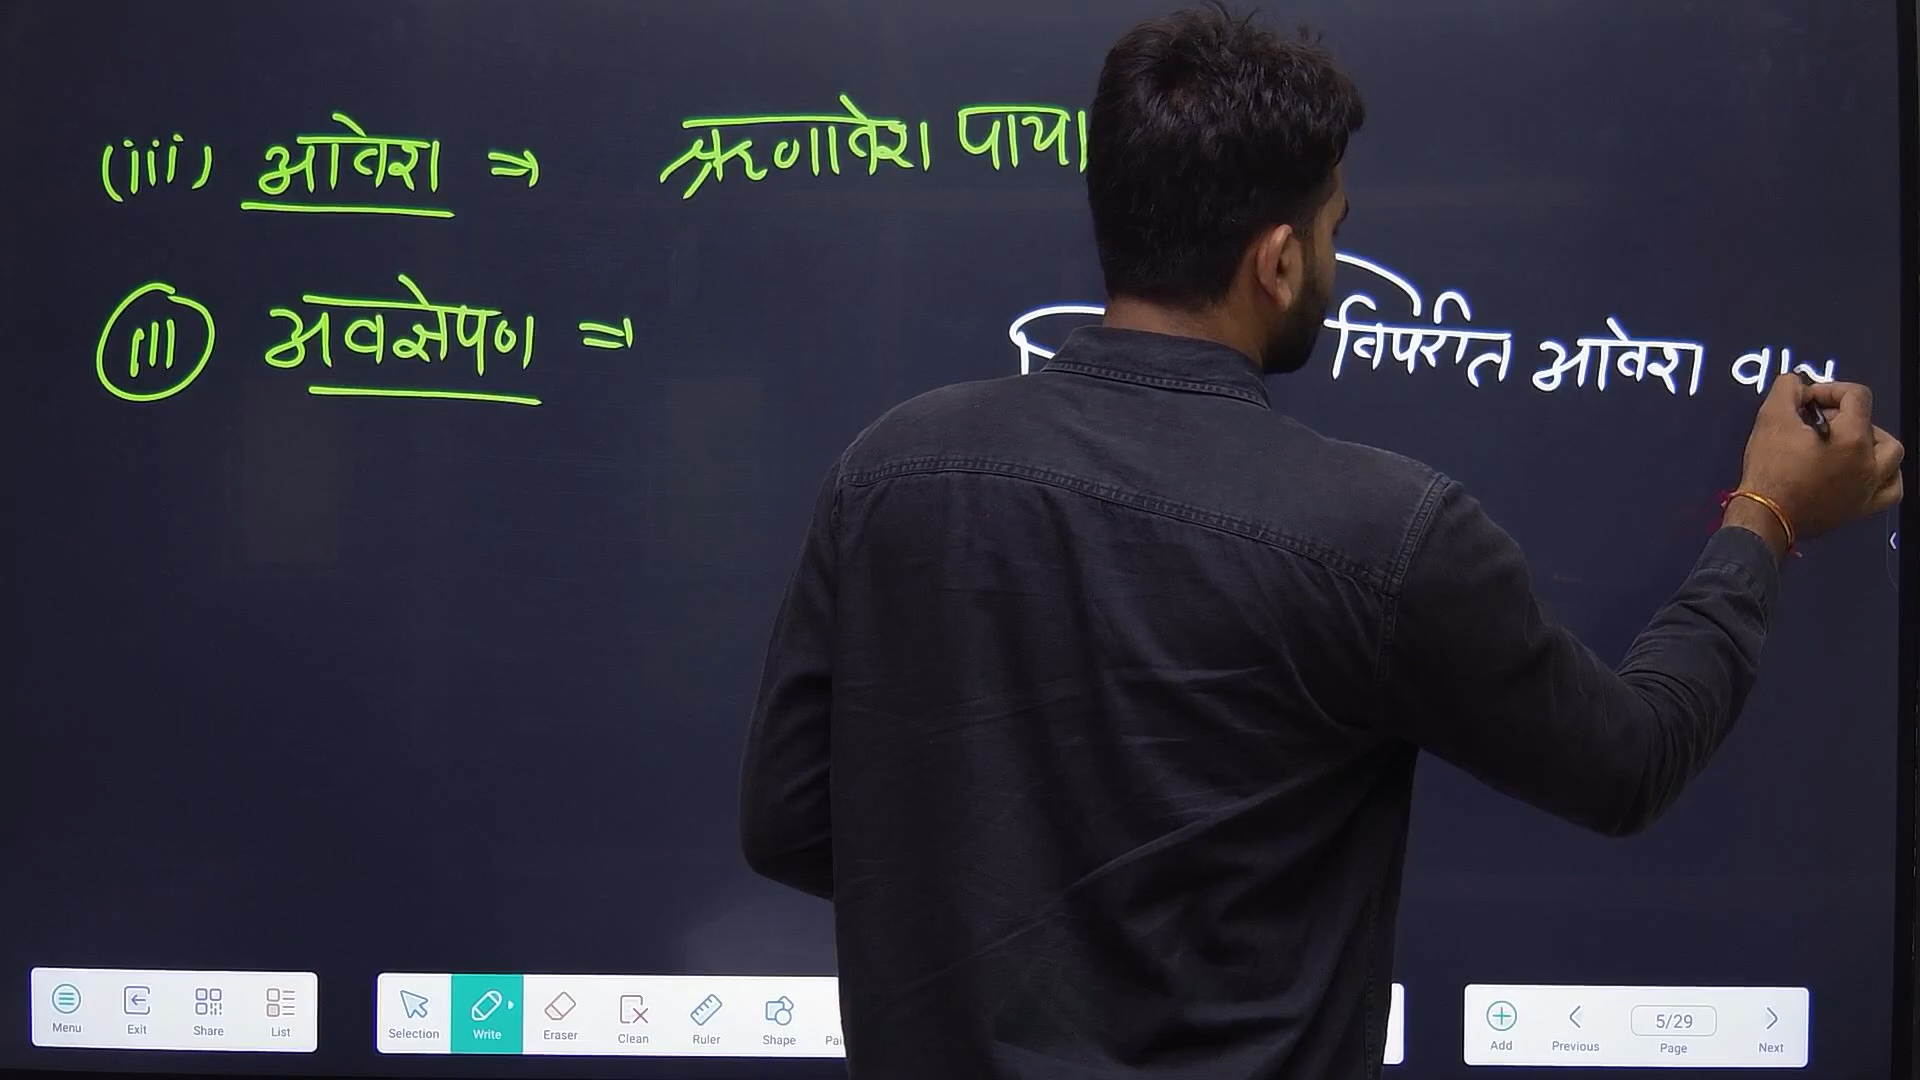 (iii) आवेश ⇒ ऋणावेश पाया
(iii) अवक्षेपण ⇒ विपरीत आवेश
Menu Exit Share List Selection Write Eraser Clean Ruler Shape Add Previous 5/29 Page Next